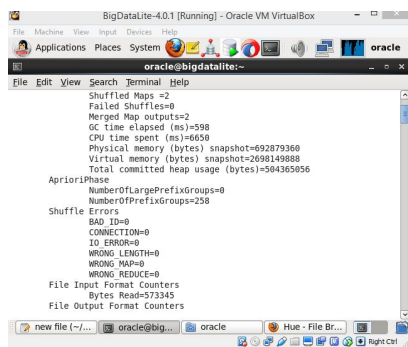 BigDataLite-4.0.1 [Running] - Oracle VM VirtualBox
File Machine View Input Devices Help
Applications Places System oracle
oracle@bigdatalite:~
File Edit View Search Terminal Help
Shuffled Maps =2
Failed Shuffles=0
Merged Map outputs=2
GC time elapsed (ms)=598
CPU time spent (ms)=6650
Physical memory (bytes) snapshot=692879360
Virtual memory (bytes) snapshot=2698149888
Total committed heap usage (bytes)=504365056
AprioriPhase
NumberOfLargePrefixGroups=0
NumberOfPrefixGroups=258
Shuffle Errors
BAD_ID=0
CONNECTION=0
IO_ERROR=0
WRONG_LENGTH=0
WRONG_MAP=0
WRONG_REDUCE=0
File Input Format Counters
Bytes Read=573345
File Output Format Counters
new file (~/... oracle@big... oracle Hue - File Br...
Right Ctrl